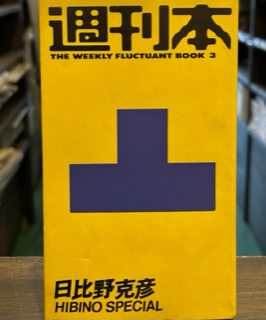 週刊本
THE WEEKLY FLUCTUANT BOOK 3
日比野克彦
HIBINO SPECIAL